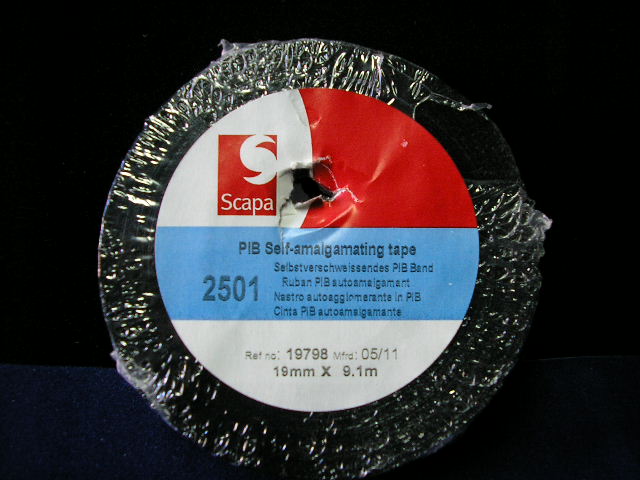 Scapa
PIB Self-amalgamating tape
2501
Selbstverschweissendes PIB Band
Ruban PIB autoamalgamant
Nastro autoagglomerante in PIB
Cinta PIB autoamalgamante
Ref no: 19798 Mfrd: 05/11
19mm X 9.1m